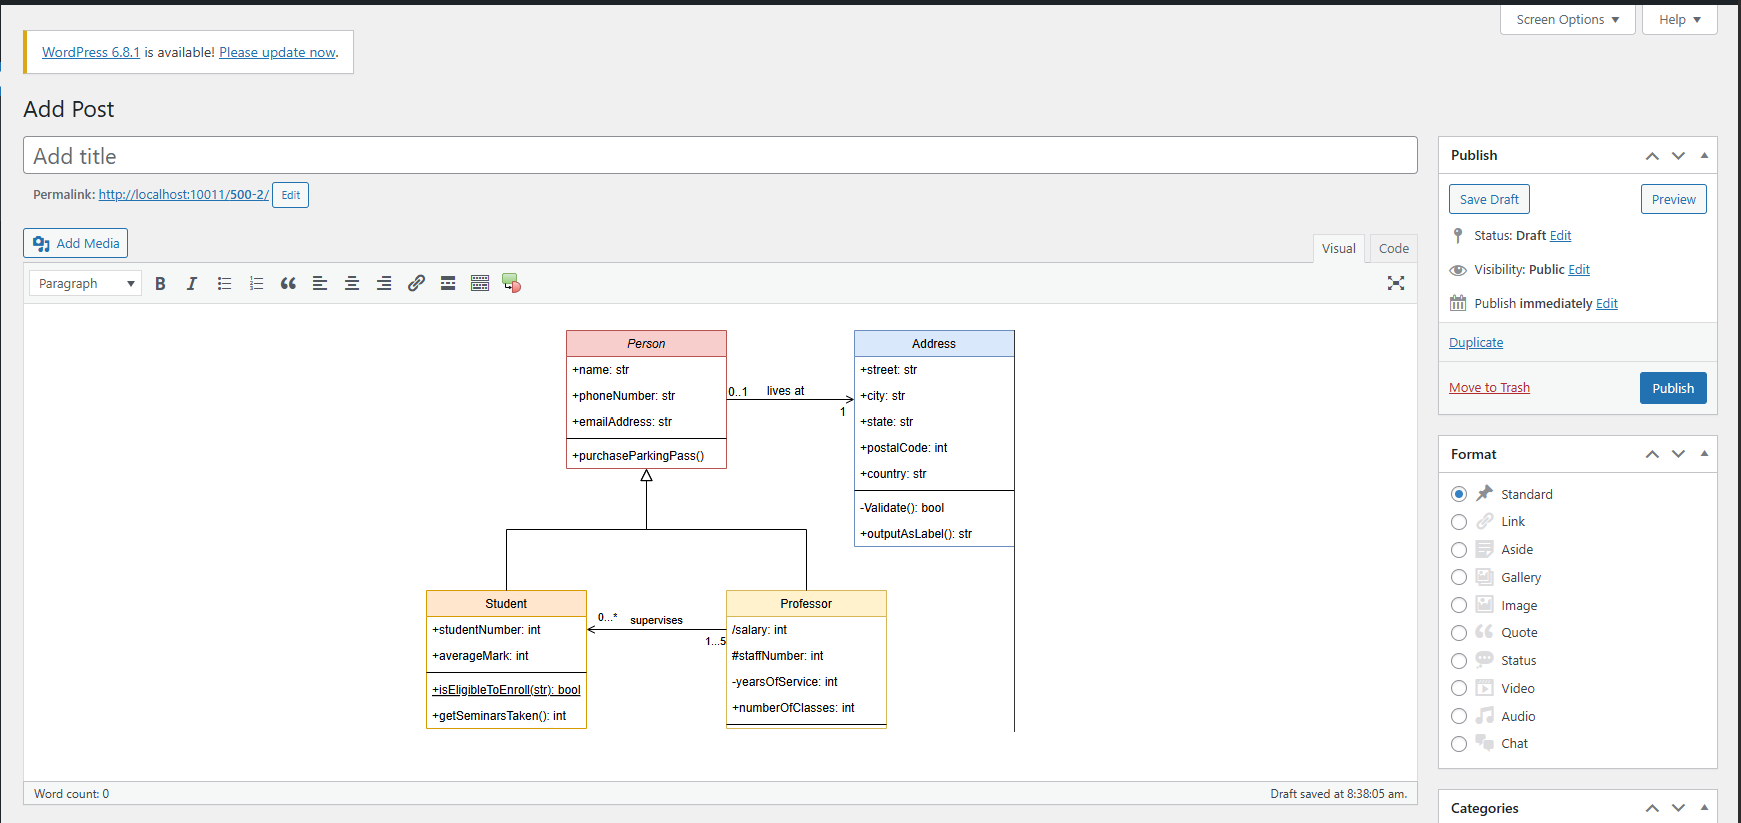 Screen Options ▼
Help ▼
WordPress 6.8.1 is available! Please update now.
Add Post
Add title
Permalink: http://localhost:10011/500-2/ Edit
Add Media
Visual
Code
Paragraph
Person
+name: str
+phoneNumber: str
+emailAddress: str
+purchaseParkingPass()
0..1
lives at
1
Address
+street: str
+city: str
+state: str
+postalCode: int
+country: str
-Validate(): bool
+outputAsLabel(): str
Student
+studentNumber: int
+averageMark: int
+isEligibleToEnroll(str): bool
+getSeminarsTaken(): int
0...*
supervises
1...5
Professor
/salary: int
#staffNumber: int
-yearsOfService: int
+numberOfClasses: int
Word count: 0
Draft saved at 8:38:05 am.
Publish
Save Draft
Preview
Status: Draft Edit
Visibility: Public Edit
Publish immediately Edit
Duplicate
Move to Trash
Publish
Format
Standard
Link
Aside
Gallery
Image
Quote
Status
Video
Audio
Chat
Categories